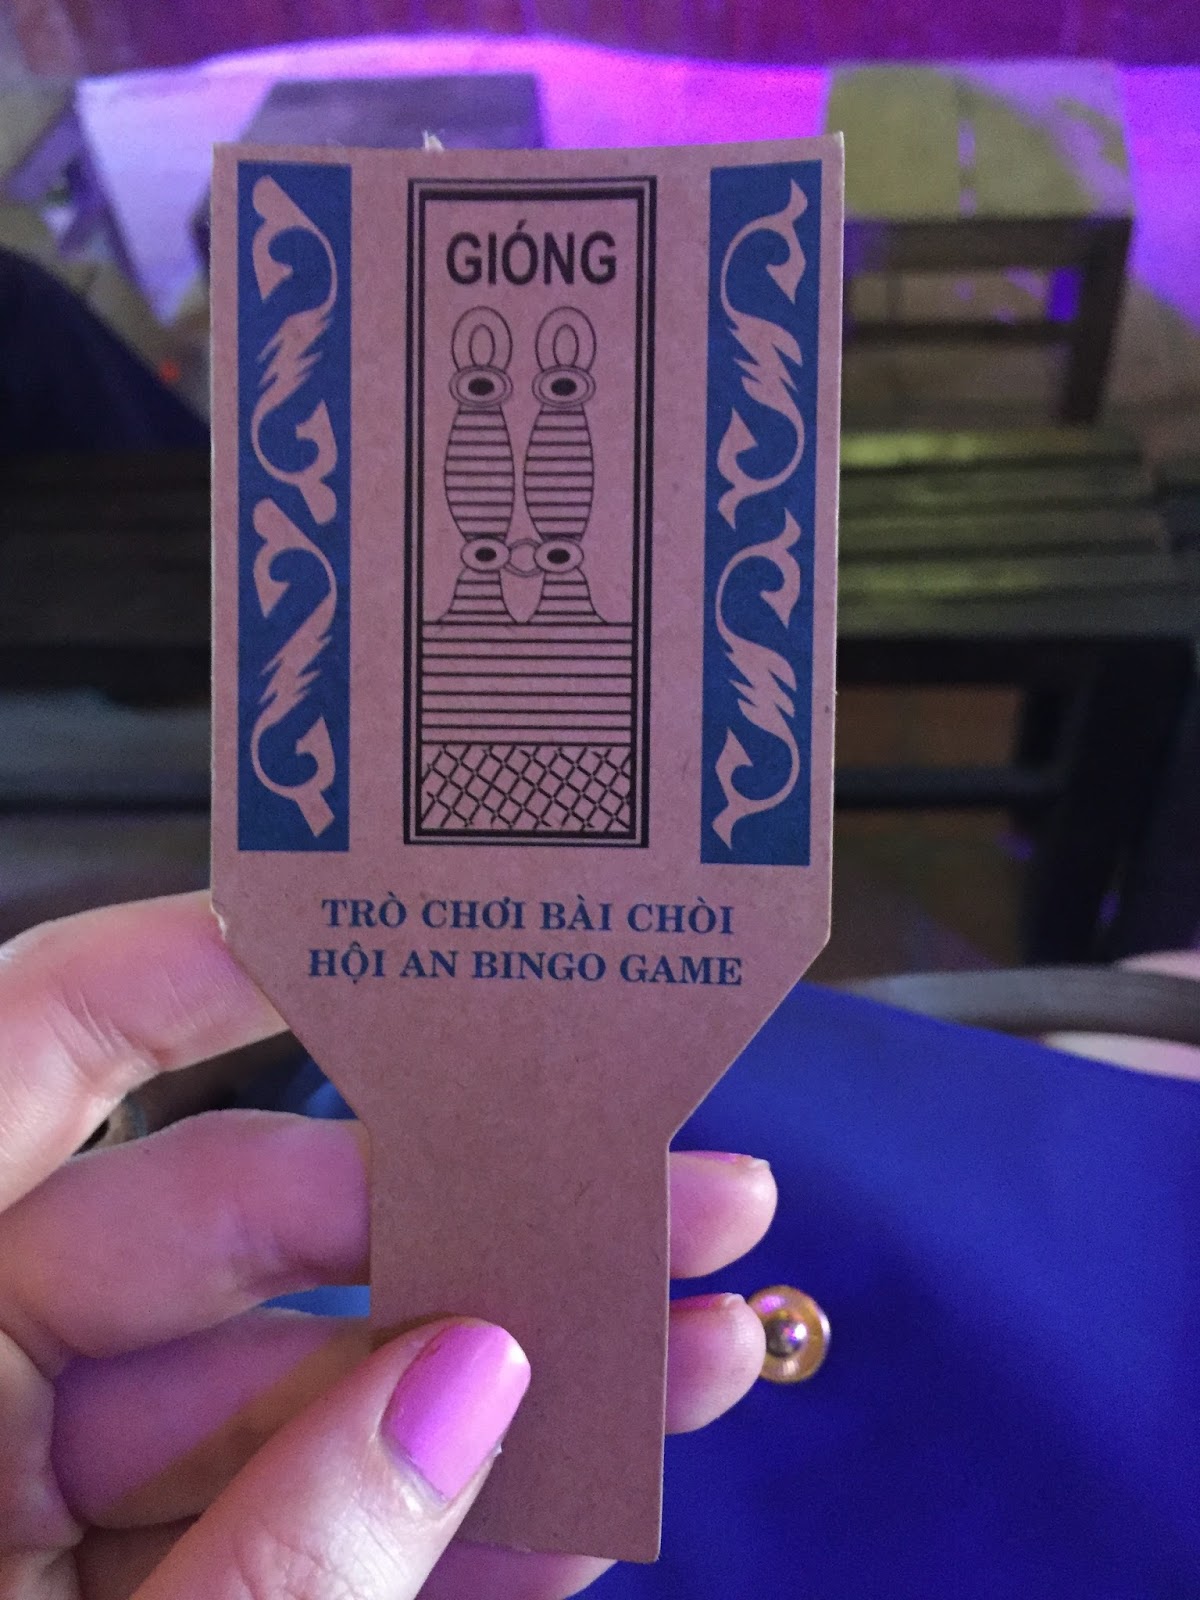 GIÓNG
TRÒ CHƠI BÀI CHÒI
HỘI AN BINGO GAME